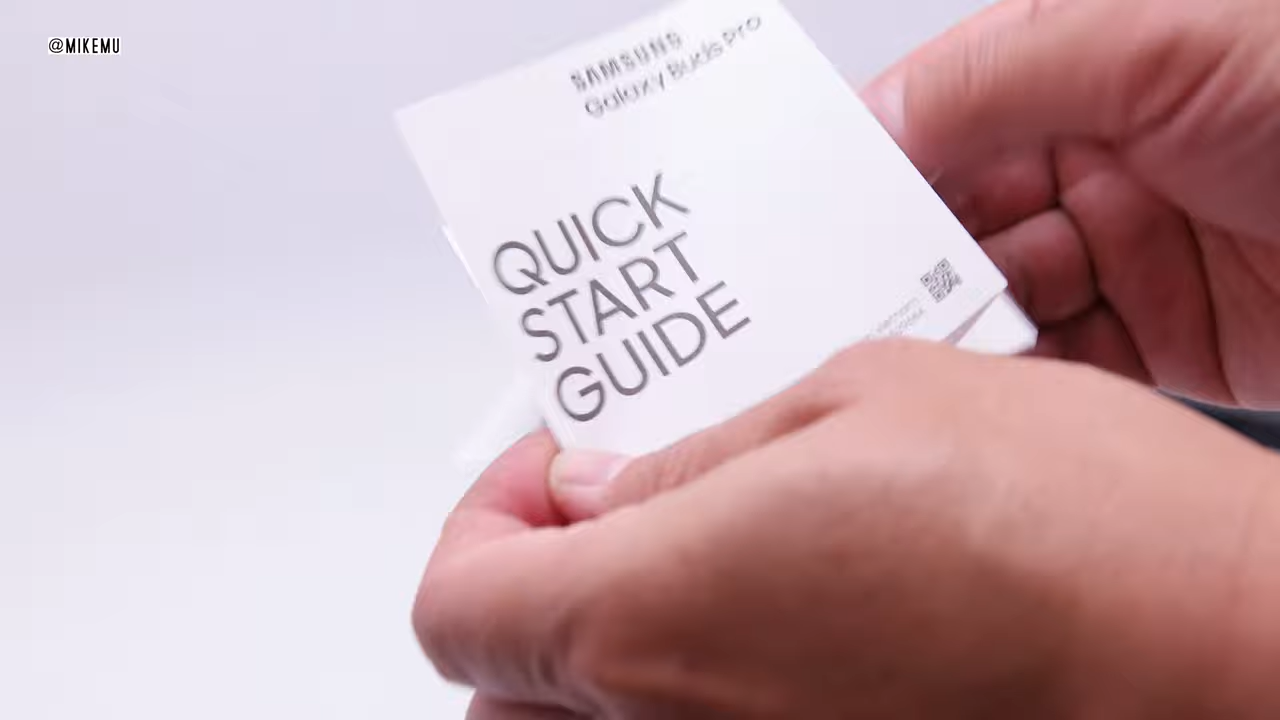 @MIKEMU
SAMSUNG
Galaxy Buds Pro
QUICK
START
GUIDE